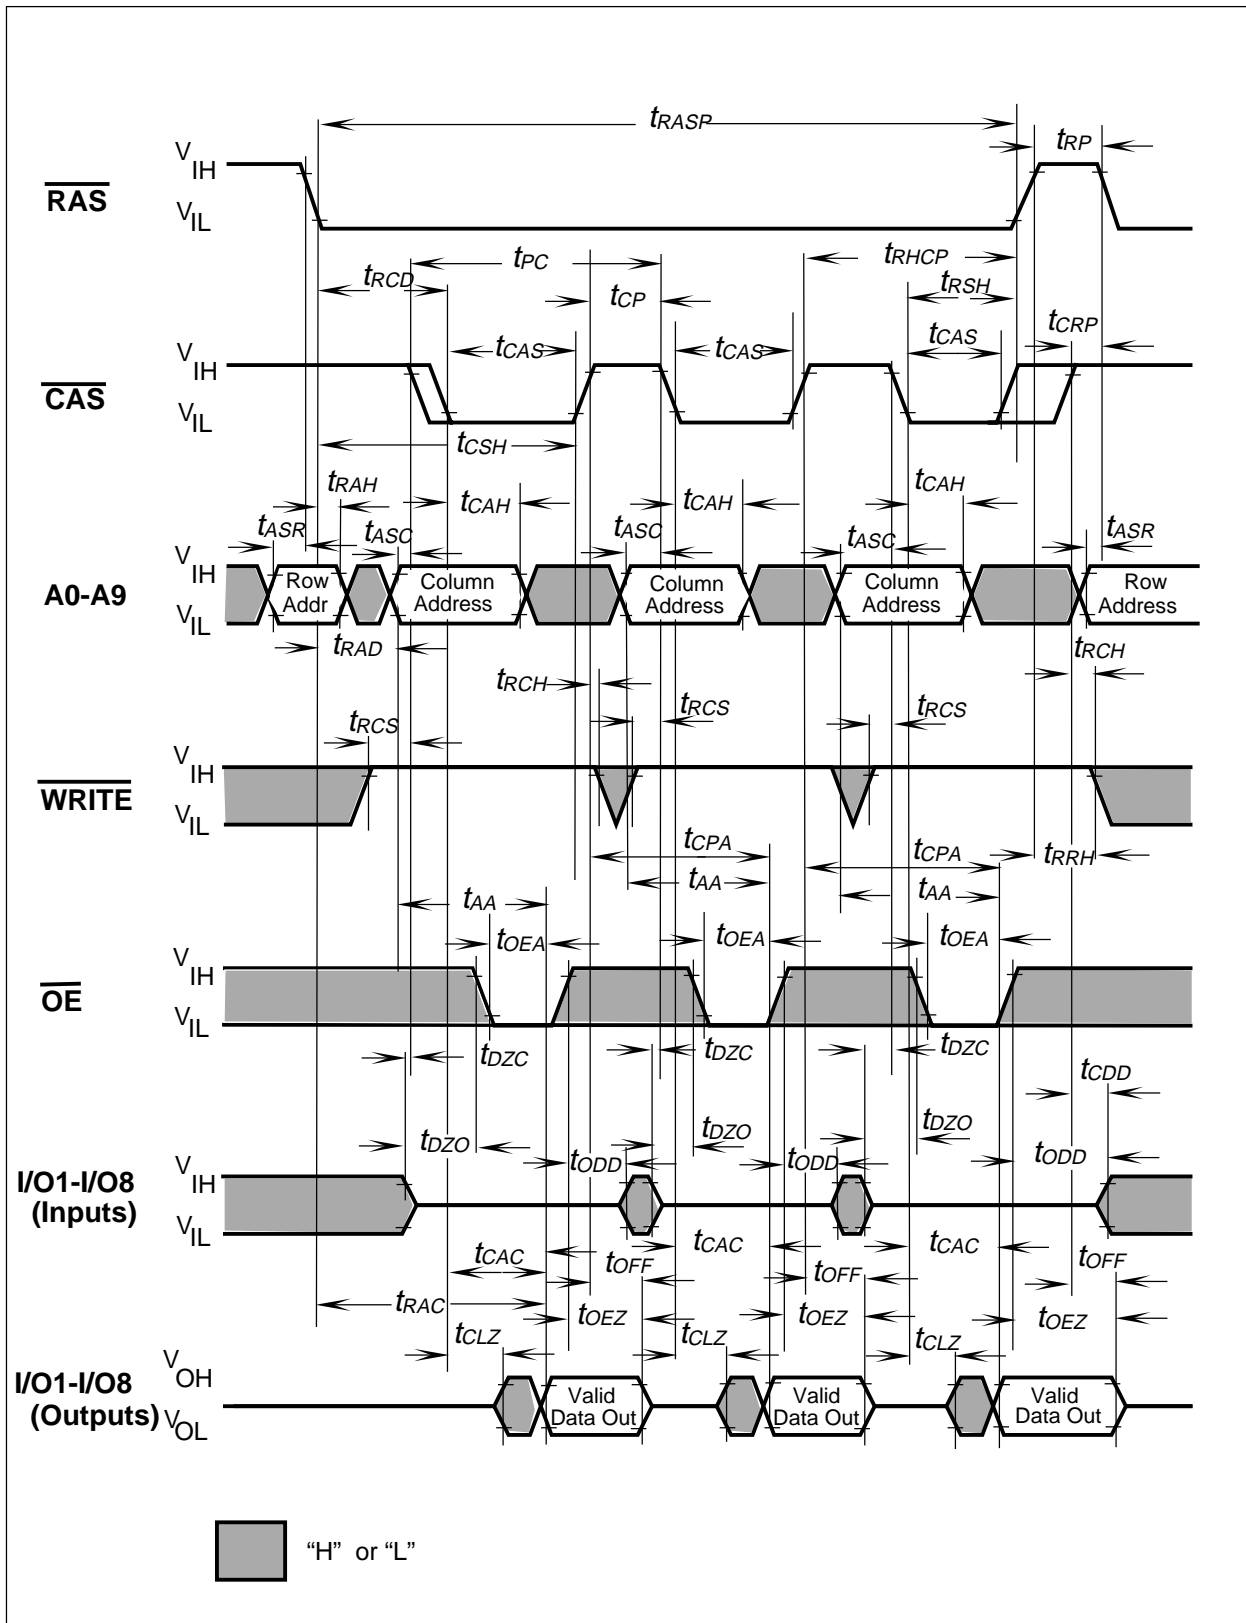 tRASP
tRP
VIH
RAS
VIL
tPC
tRHCP
tRCD
tRSH
tCP
tCRP
tCAS
tCAS
tCAS
VIH
CAS
VIL
tCSH
tRAH
tCAH
tCAH
tCAH
tASR
tASC
tASC
tASC
tASR
VIH
A0-A9
VIL
Row
Addr
Column
Address
Column
Address
Column
Address
Row
Address
tRAD
tRCH
tRCH
tRCS
tRCS
tRCS
VIH
WRITE
VIL
tCPA
tCPA
tRRH
tAA
tAA
tAA
tOEA
tOEA
tOEA
VIH
OE
VIL
tDZC
tDZC
tDZC
tCDD
tDZO
tDZO
tDZO
tODD
tODD
tODD
VIH
I/O1-I/O8
(Inputs)
VIL
tCAC
tCAC
tCAC
tOFF
tOFF
tOFF
tRAC
tOEZ
tOEZ
tOEZ
tCLZ
tCLZ
tCLZ
VOH
I/O1-I/O8
(Outputs)
VOL
Valid
Data Out
Valid
Data Out
Valid
Data Out
“H” or “L”